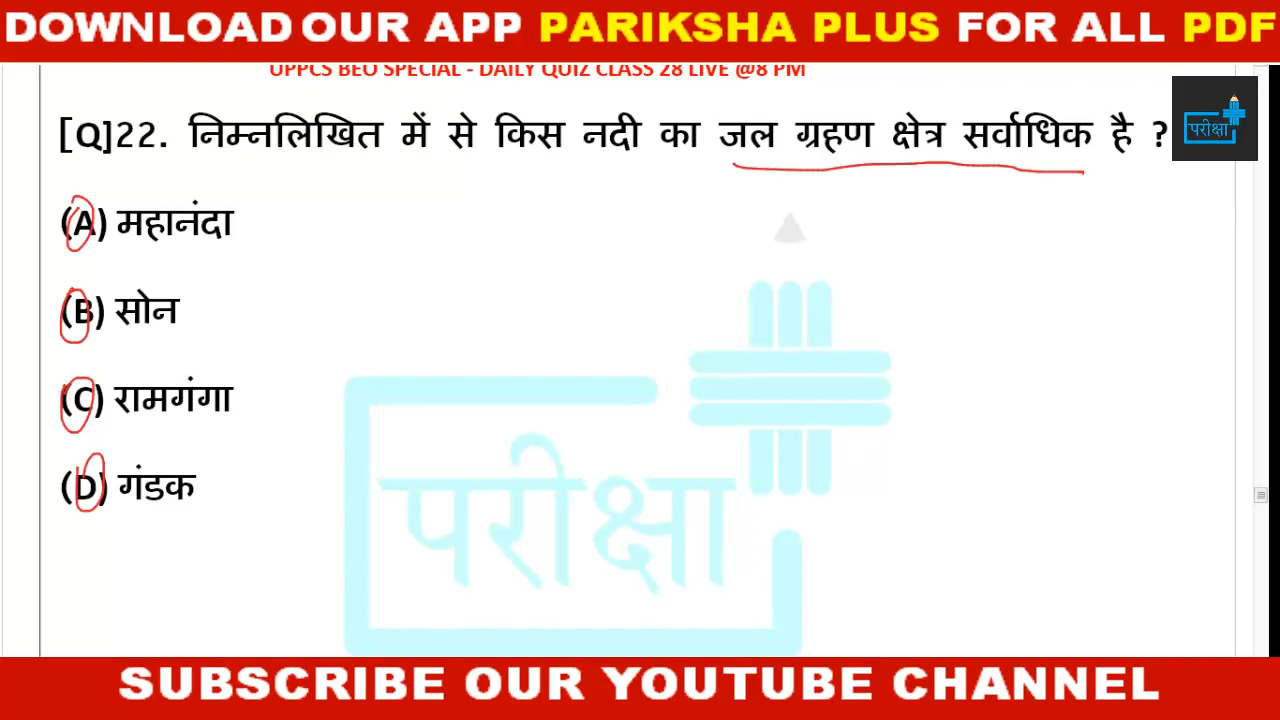 DOWNLOAD OUR APP PARIKSHA PLUS FOR ALL PDF
UPPCS BEO SPECIAL - DAILY QUIZ CLASS 28 LIVE @8 PM
[Q]22. निम्नलिखित में से किस नदी का जल ग्रहण क्षेत्र सर्वाधिक है ?
परीक्षा
(A) महानंदा
(B) सोन
(C) रामगंगा
(D) गंडक
परीक्षा
SUBSCRIBE OUR YOUTUBE CHANNEL